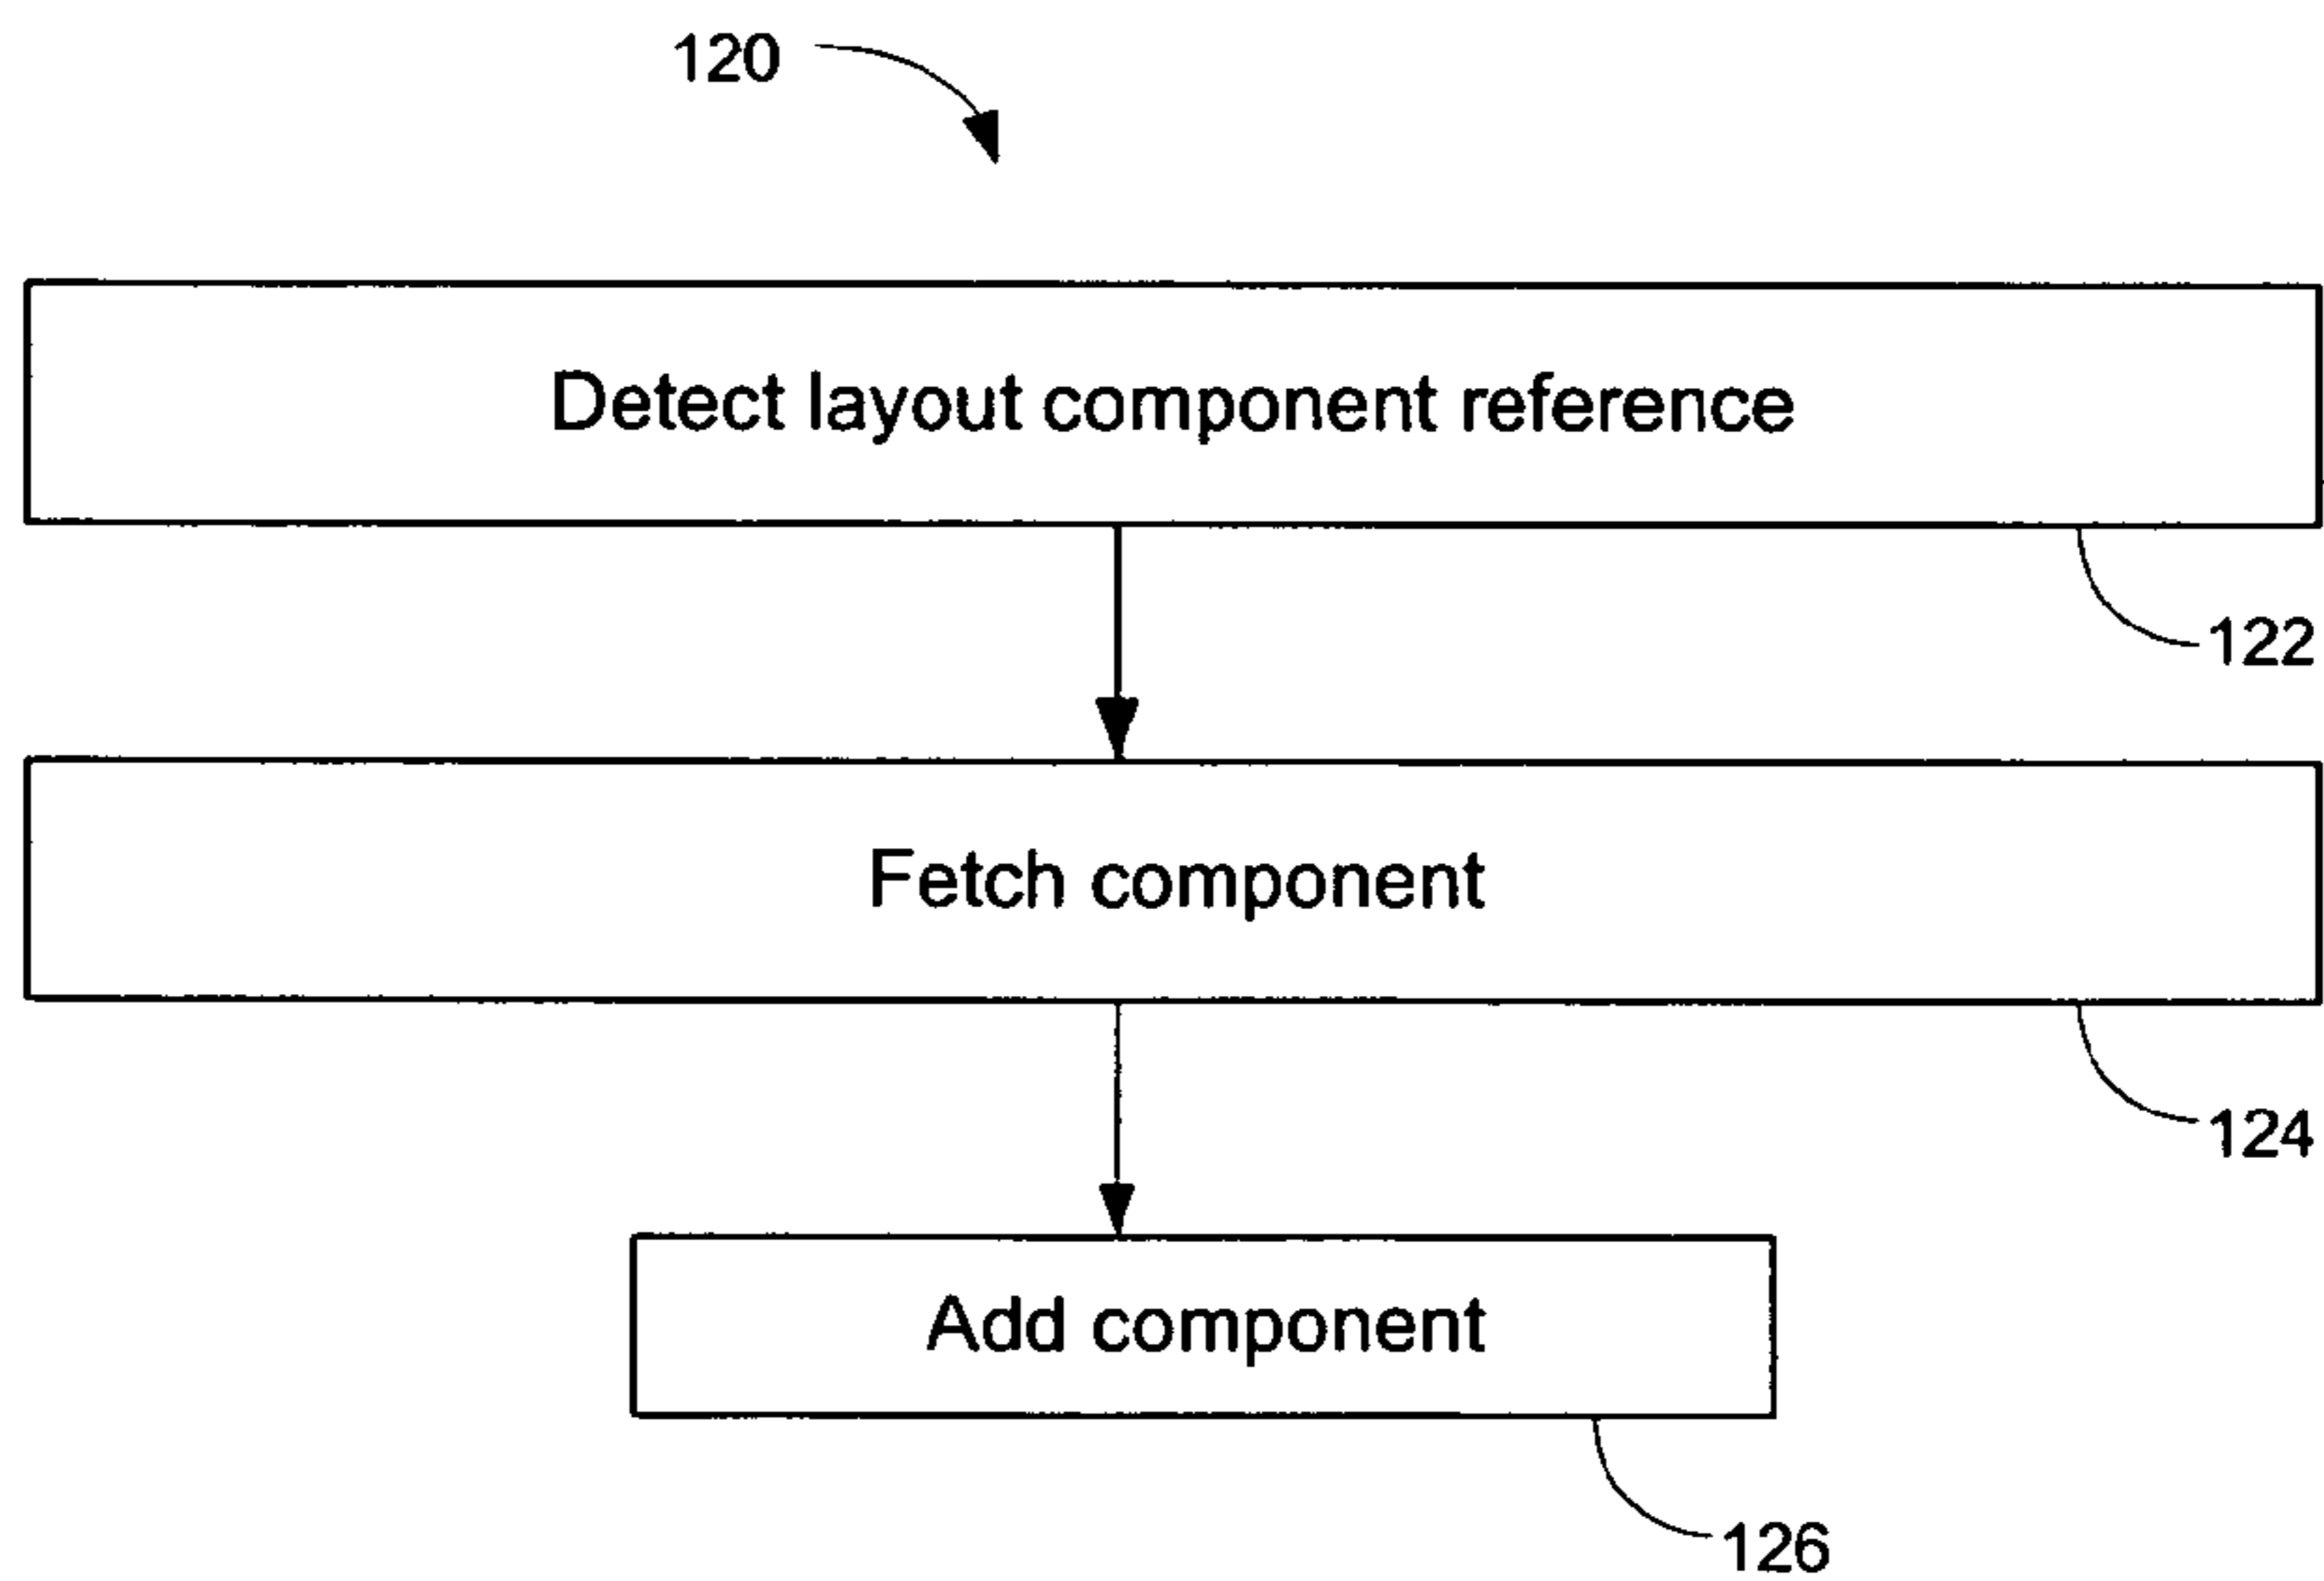 120
Detect layout component reference
122
Fetch component
124
Add component
126